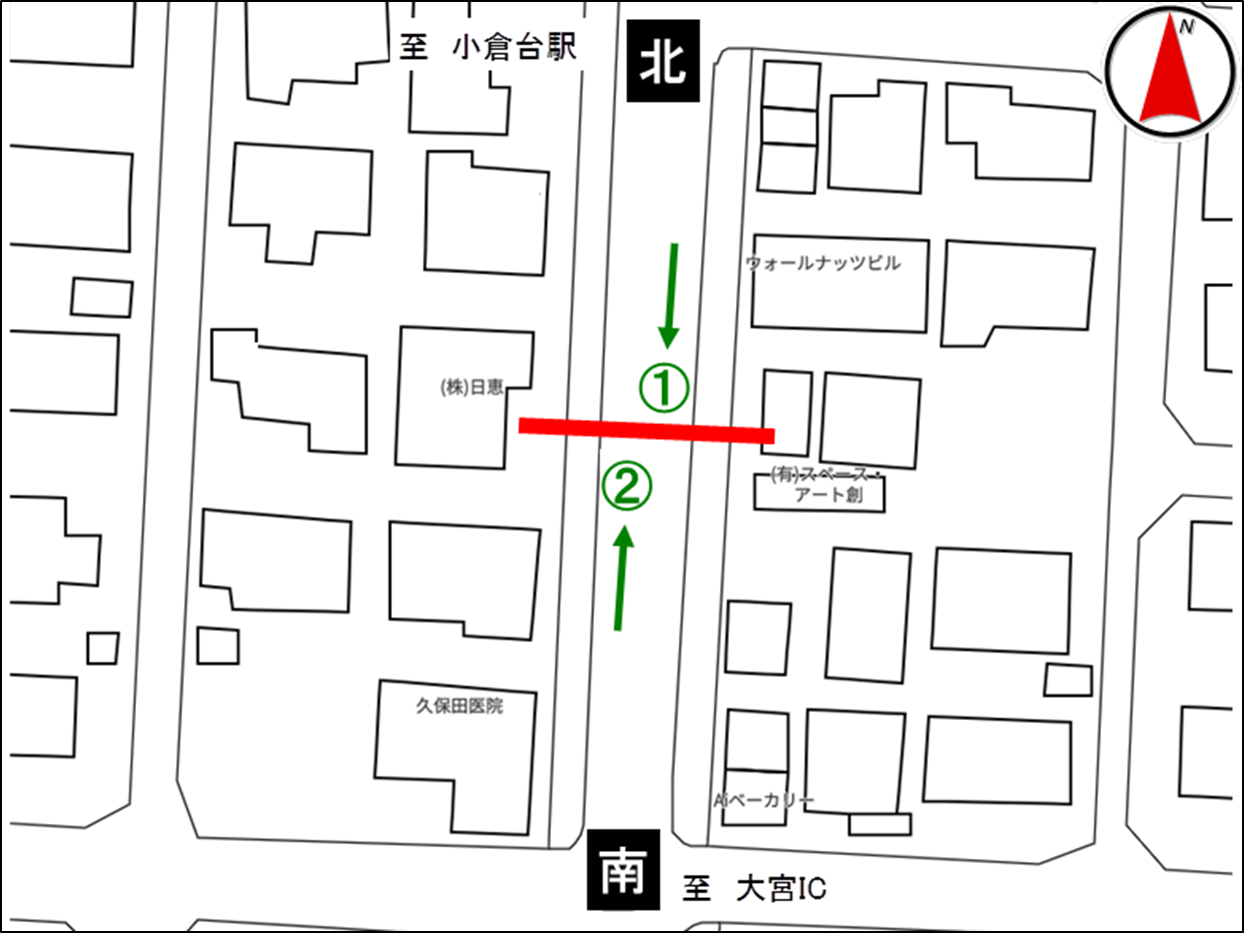 至　小倉台駅
北
N
ウォールナッツビル
(株)日恵
①
②
(有)スペース・
アート創
久保田医院
Aiベーカリー
南
至　大宮IC